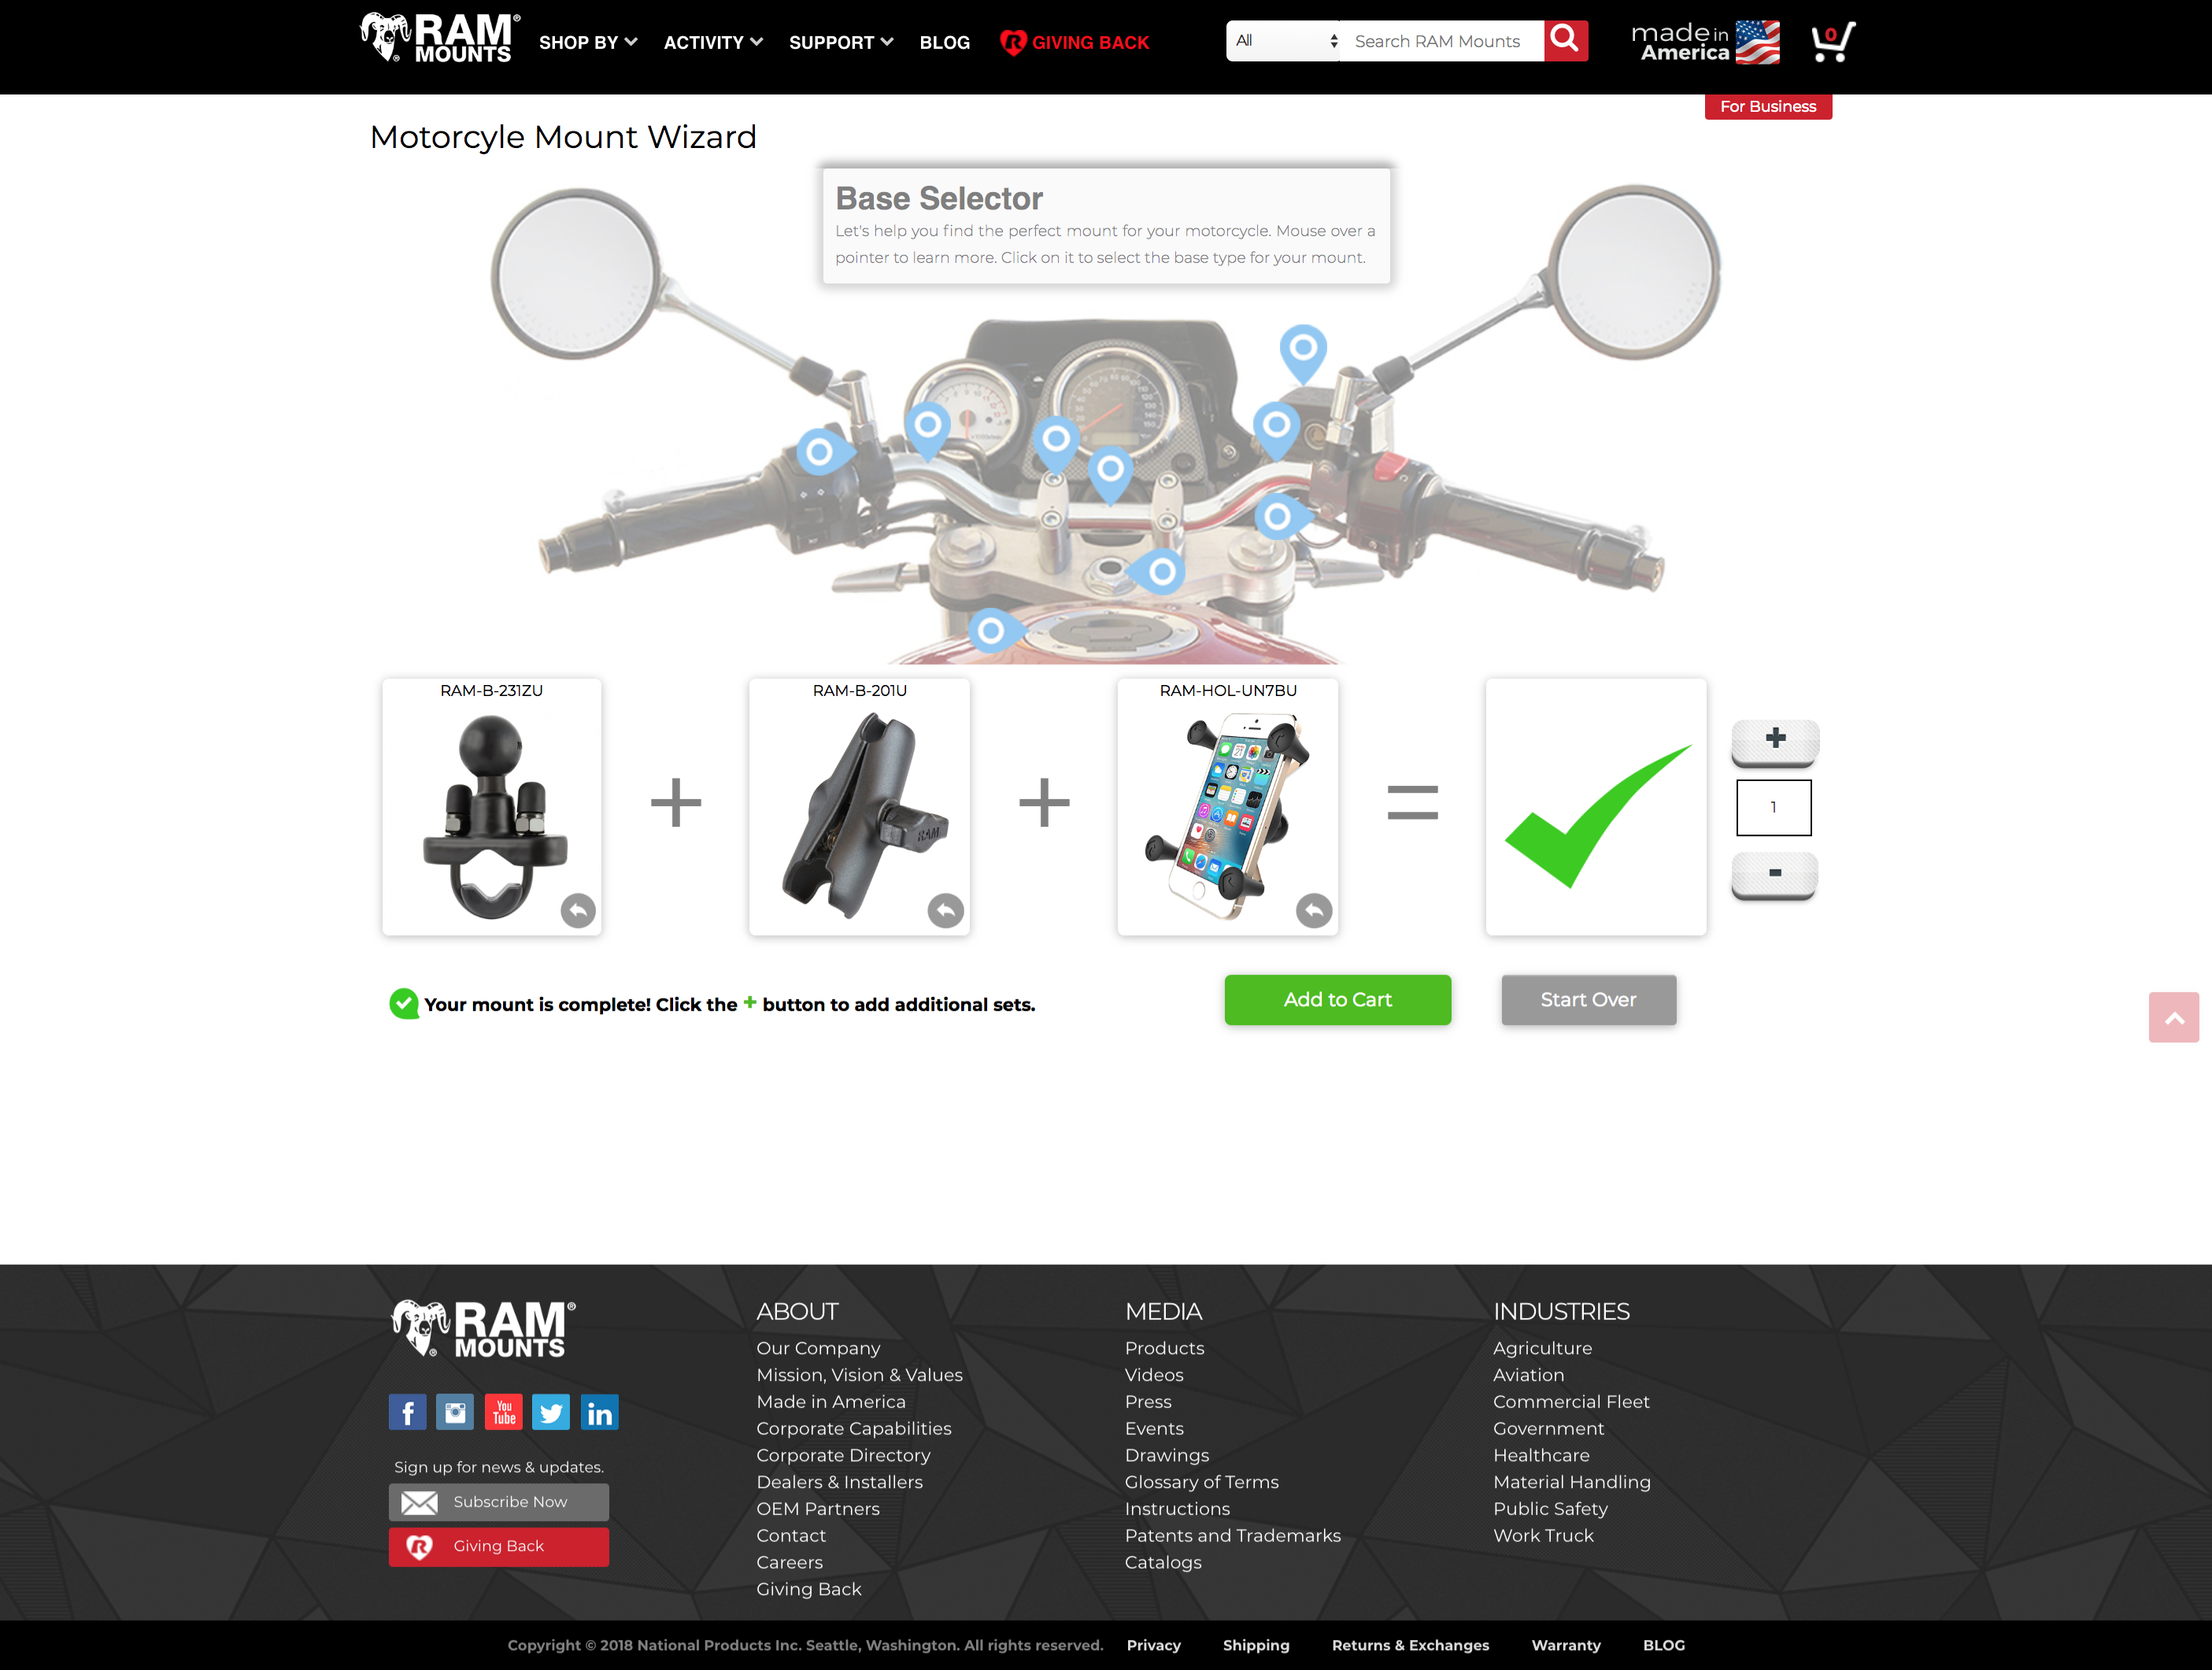 RAM
MOUNTS
SHOP BY
ACTIVITY
SUPPORT
BLOG
GIVING BACK
All
Search RAM Mounts
made in
America
0
For Business
Motorcyle Mount Wizard
Base Selector
Let's help you find the perfect mount for your motorcycle. Mouse over a
pointer to learn more. Click on it to select the base type for your mount.
RAM-B-231ZU
RAM-B-201U
RAM-HOL-UN7BU
+
+
=
+
1
-
RAM
Your mount is complete! Click the + button to add additional sets.
Add to Cart
Start Over
RAM
MOUNTS
You
Tube
in
Sign up for news & updates.
Subscribe Now
Giving Back
ABOUT
Our Company
Mission, Vision & Values
Made in America
Corporate Capabilities
Corporate Directory
Dealers & Installers
OEM Partners
Contact
Careers
Giving Back
MEDIA
Products
Videos
Press
Events
Drawings
Glossary of Terms
Instructions
Patents and Trademarks
Catalogs
INDUSTRIES
Agriculture
Aviation
Commercial Fleet
Government
Healthcare
Material Handling
Public Safety
Work Truck
Copyright © 2018 National Products Inc. Seattle, Washington. All rights reserved.
Privacy
Shipping
Returns & Exchanges
Warranty
BLOG